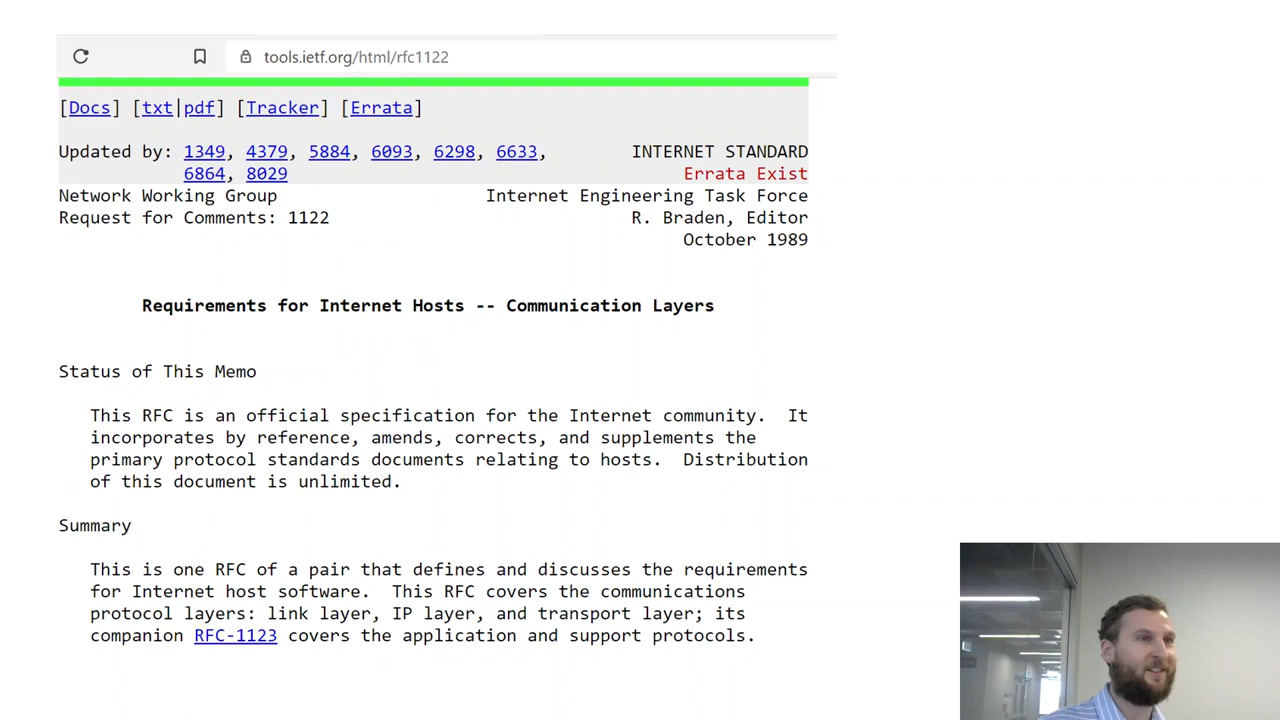 tools.ietf.org/html/rfc1122
[Docs] [txt|pdf] [Tracker] [Errata]
Updated by: 1349, 4379, 5884, 6093, 6298, 6633, INTERNET STANDARD
6864, 8029 Errata Exist
Network Working Group Internet Engineering Task Force
Request for Comments: 1122 R. Braden, Editor
October 1989
Requirements for Internet Hosts -- Communication Layers
Status of This Memo
This RFC is an official specification for the Internet community. It
incorporates by reference, amends, corrects, and supplements the
primary protocol standards documents relating to hosts. Distribution
of this document is unlimited.
Summary
This is one RFC of a pair that defines and discusses the requirements
for Internet host software. This RFC covers the communications
protocol layers: link layer, IP layer, and transport layer; its
companion RFC-1123 covers the application and support protocols.